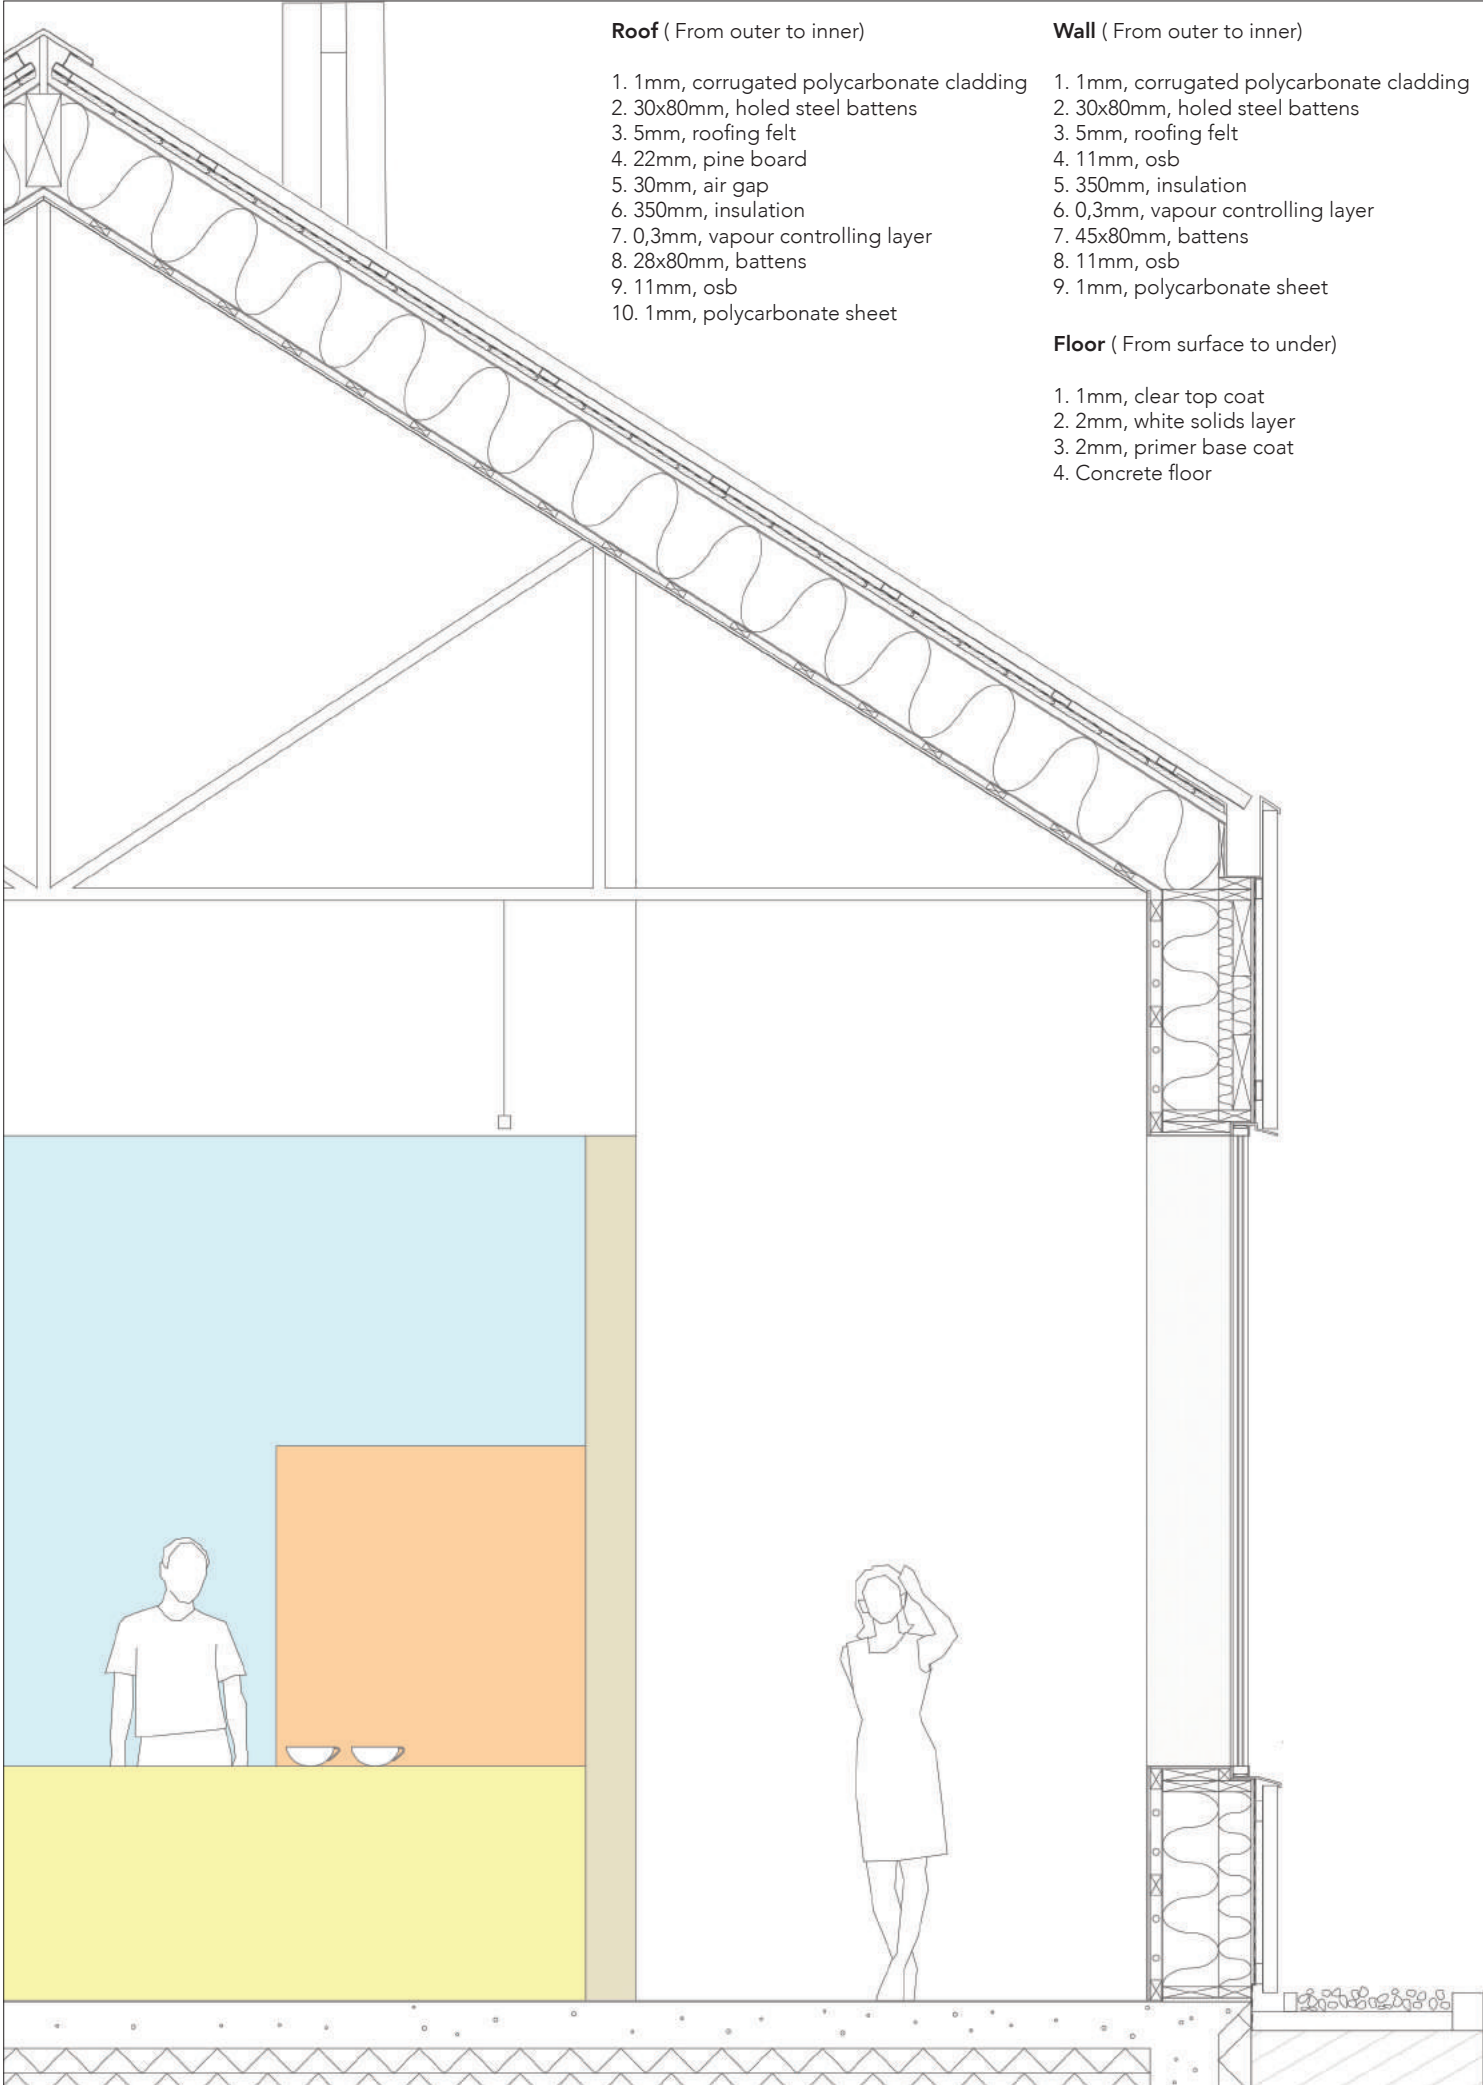 Roof ( From outer to inner)
1. 1mm, corrugated polycarbonate cladding
2. 30x80mm, holed steel battens
3. 5mm, roofing felt
4. 22mm, pine board
5. 30mm, air gap
6. 350mm, insulation
7. 0,3mm, vapour controlling layer
8. 28x80mm, battens
9. 11mm, osb
10. 1mm, polycarbonate sheet
Wall ( From outer to inner)
1. 1mm, corrugated polycarbonate cladding
2. 30x80mm, holed steel battens
3. 5mm, roofing felt
4. 11mm, osb
5. 350mm, insulation
6. 0,3mm, vapour controlling layer
7. 45x80mm, battens
8. 11mm, osb
9. 1mm, polycarbonate sheet
Floor ( From surface to under)
1. 1mm, clear top coat
2. 2mm, white solids layer
3. 2mm, primer base coat
4. Concrete floor